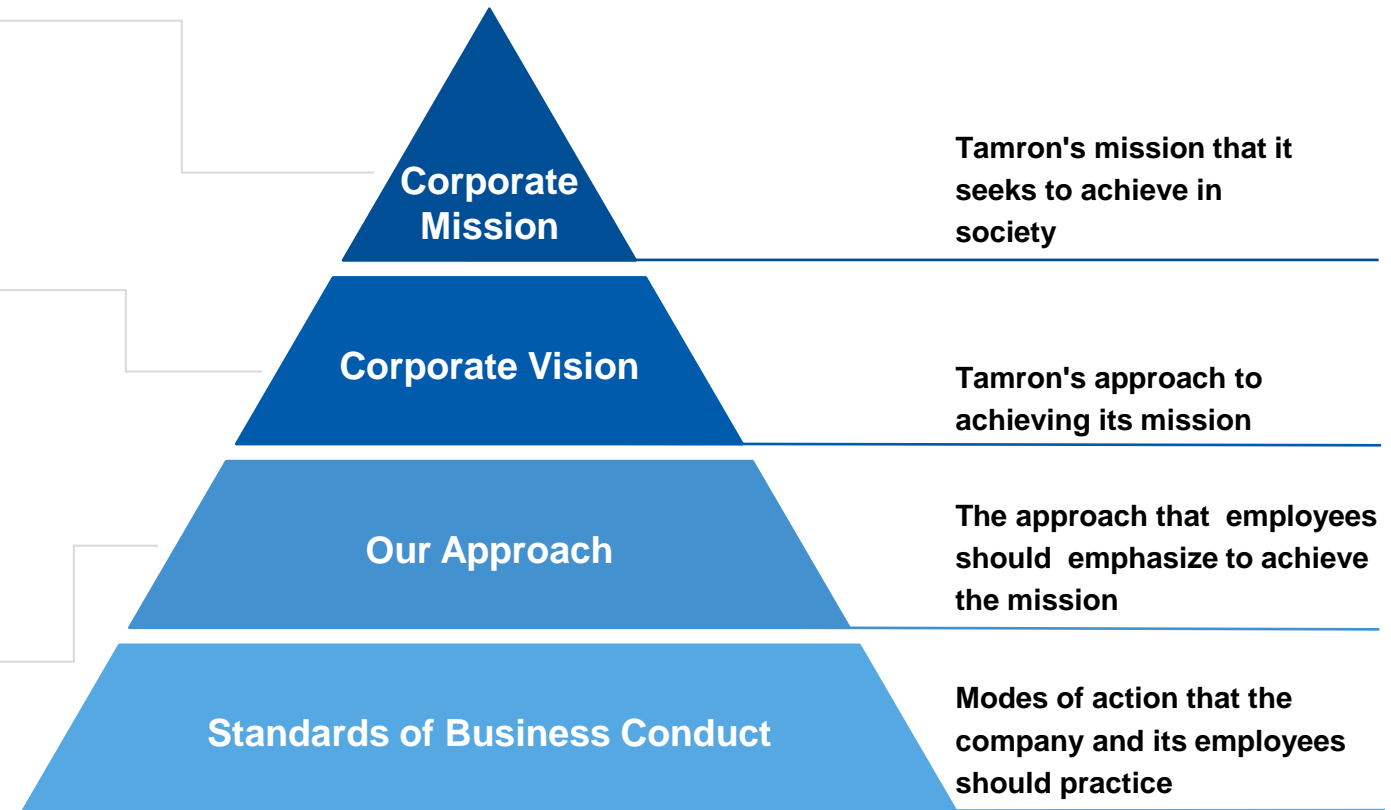 Corporate
Mission
Tamron's mission that it
seeks to achieve in
society
Corporate Vision
Tamron's approach to
achieving its mission
Our Approach
The approach that  employees
should  emphasize to achieve
the mission
Standards of Business Conduct
Modes of action that the
company and its employees
should practice